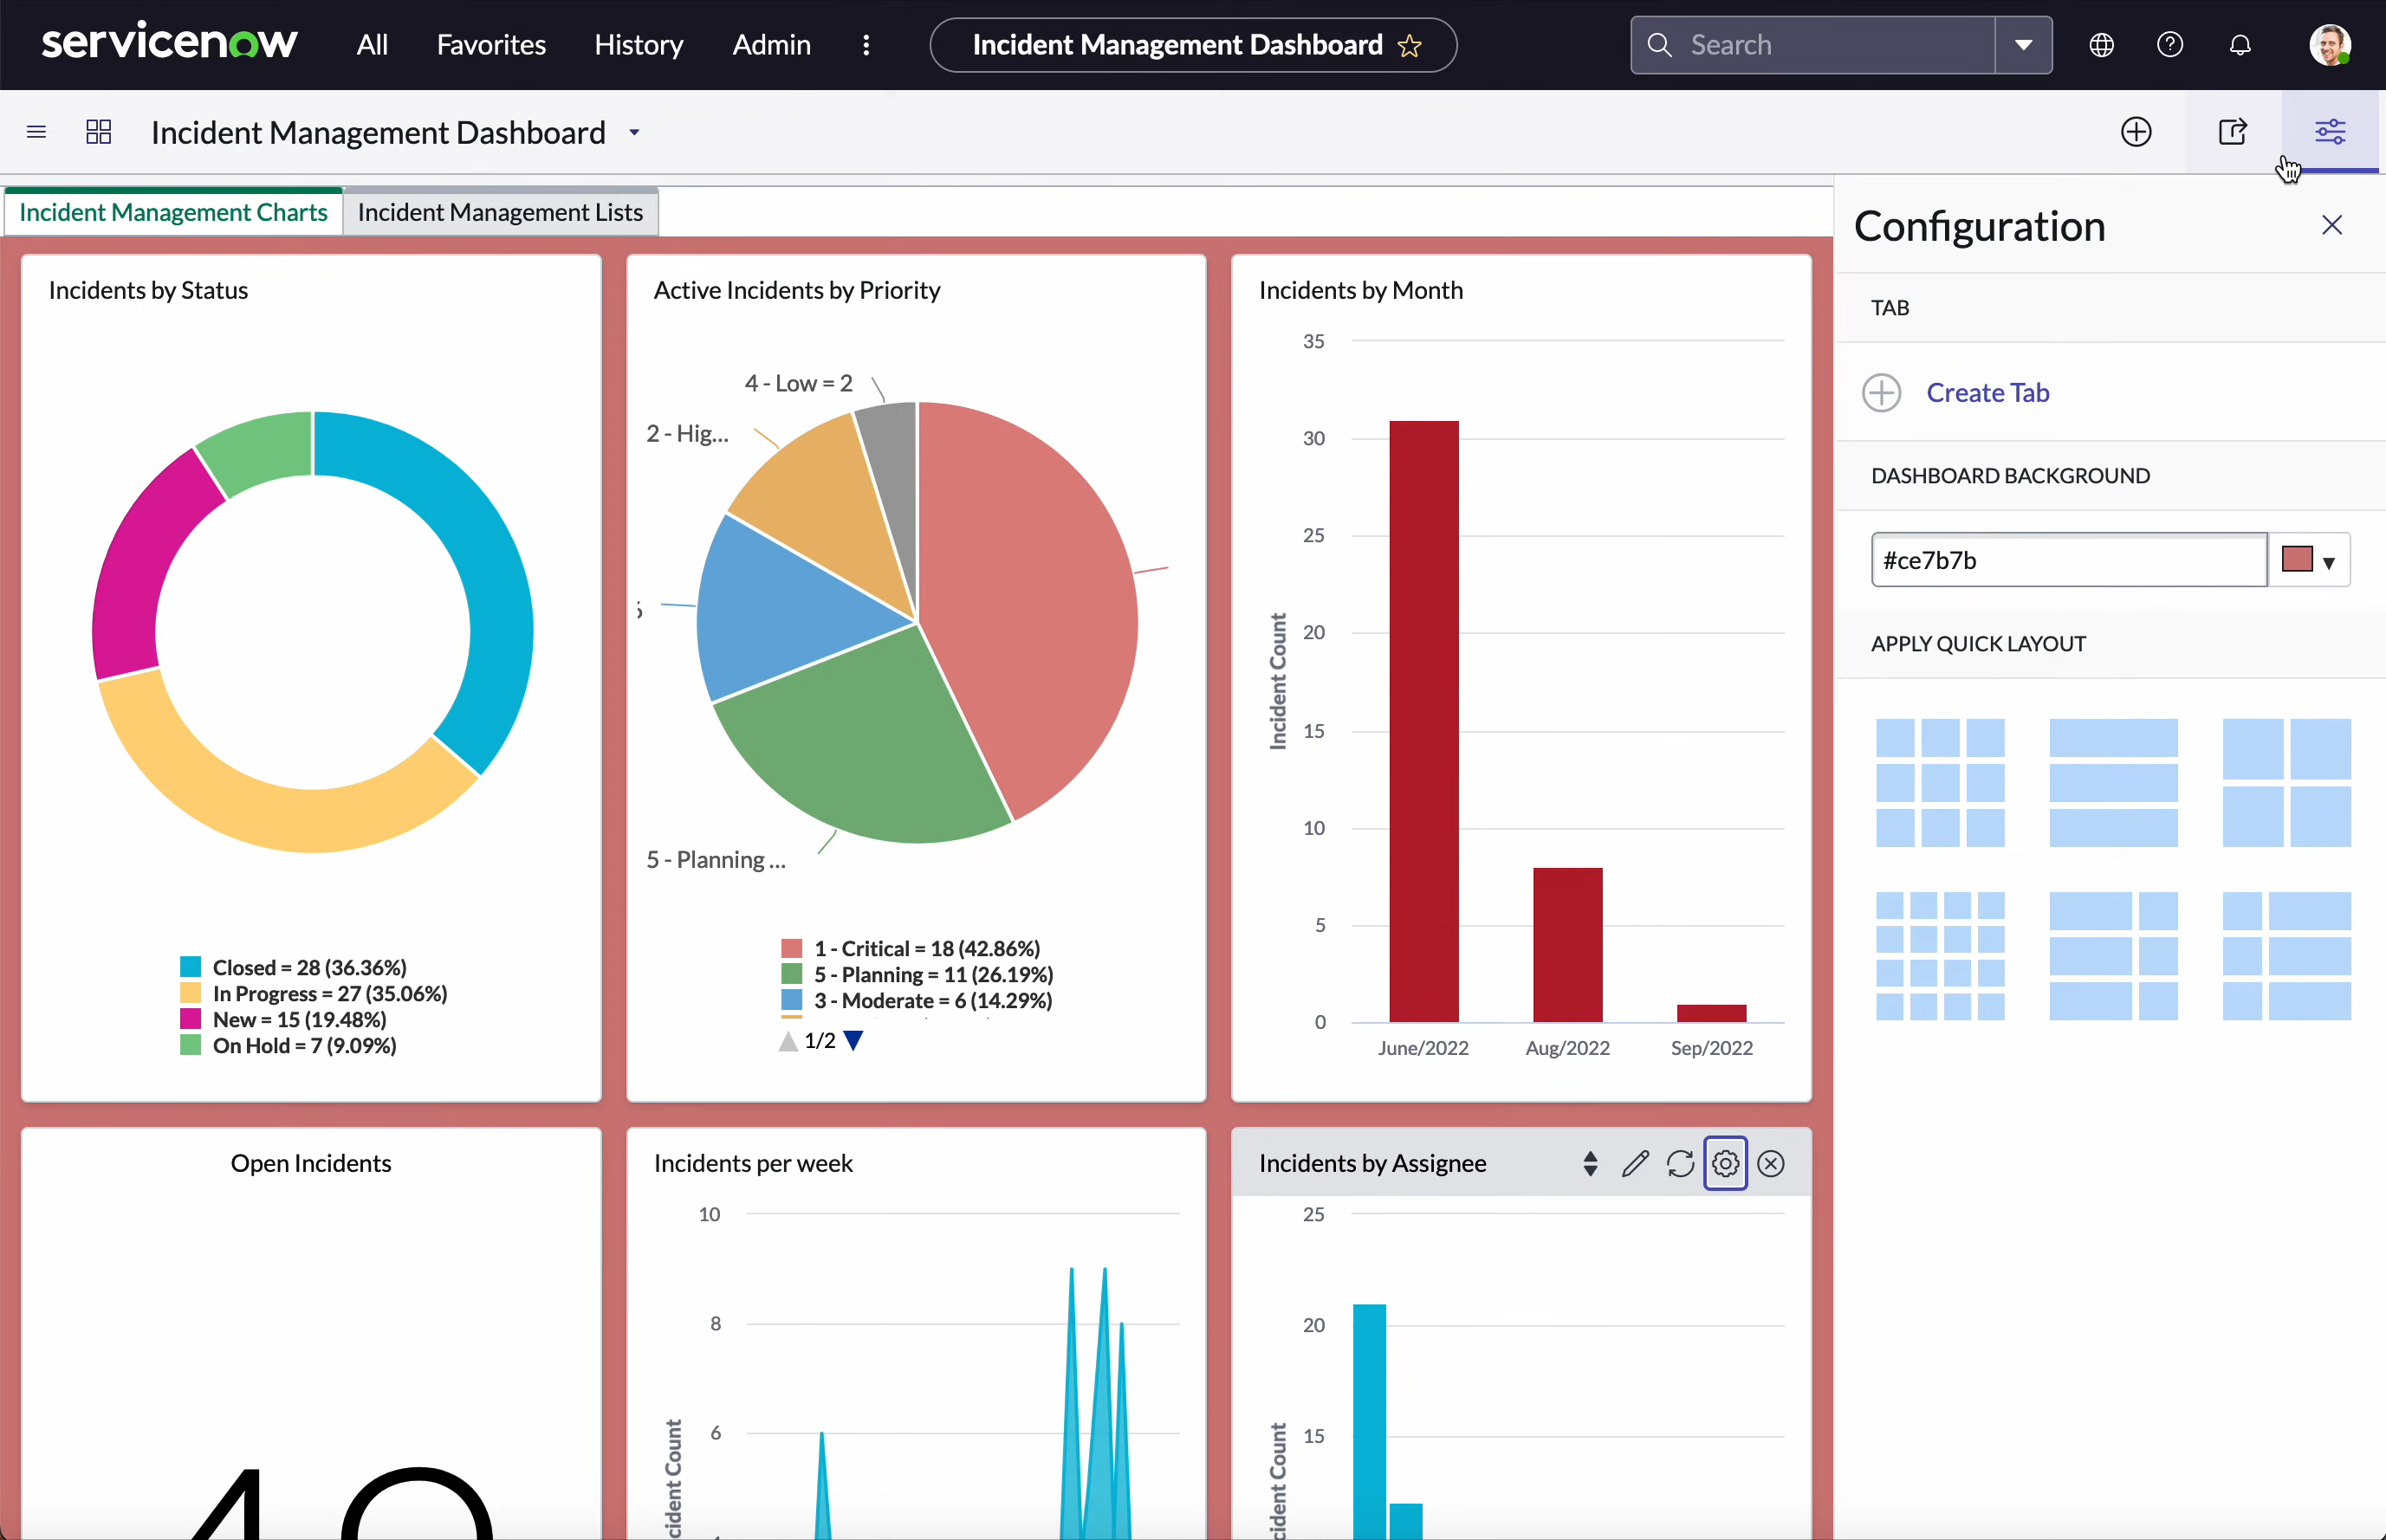 servicenow
All
Favorites
History
Admin
Incident Management Dashboard
Search
Incident Management Dashboard
Incident Management Charts
Incident Management Lists
Incidents by Status
Closed = 28 (36.36%)
In Progress = 27 (35.06%)
New = 15 (19.48%)
On Hold = 7 (9.09%)
Active Incidents by Priority
4 - Low = 2
2 - Hig...
5 - Planning ...
1 - Critical = 18 (42.86%)
5 - Planning = 11 (26.19%)
3 - Moderate = 6 (14.29%)
1/2
Incidents by Month
35
30
25
20
15
10
5
0
Incident Count
June/2022
Aug/2022
Sep/2022
Open Incidents
Incidents per week
10
8
6
cident Count
Incidents by Assignee
25
20
15
cident Count
Configuration
TAB
Create Tab
DASHBOARD BACKGROUND
#ce7b7b
APPLY QUICK LAYOUT